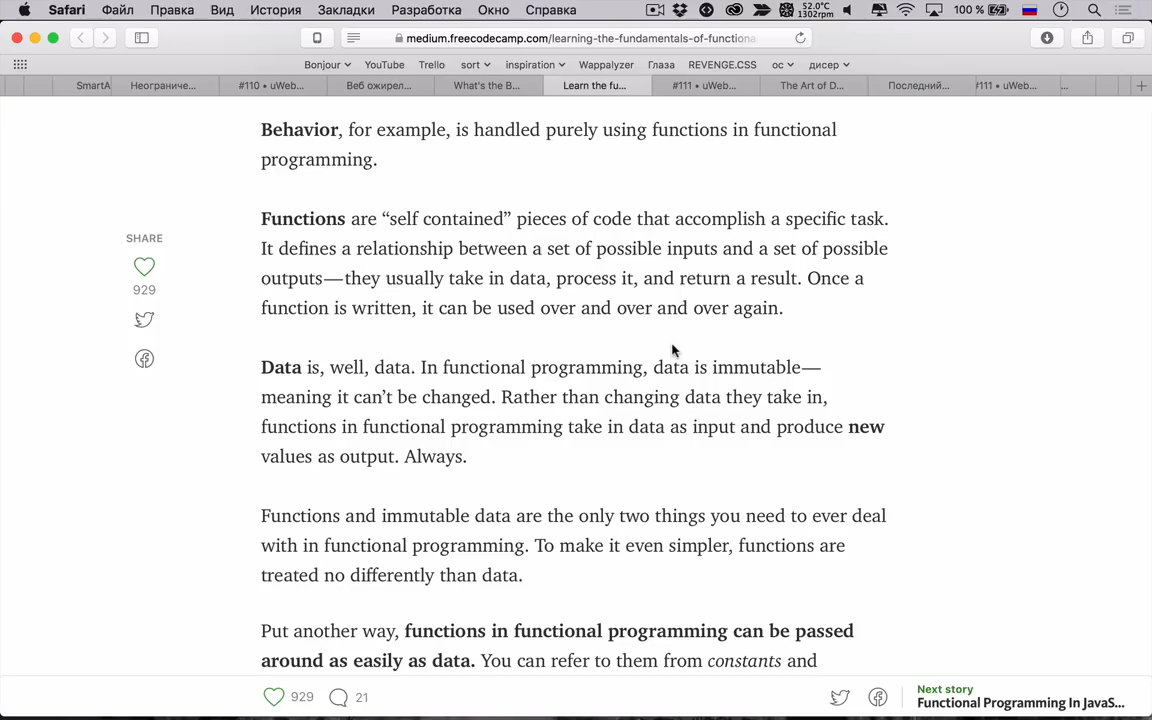 Safari Файл Правка Вид История Закладки Разработка Окно Справка 52.0°C 1302rpm 100 %
medium.freecodecamp.com/learning-the-fundamentals-of-functiona
Bonjour YouTube Trello sort inspiration Wappalyzer Глаза REVENGE.CSS ос дисер
SmartA Неограниче... #110 • uWeb... Веб ожирел... What's the B... Learn the fu... #111 • uWeb... The Art of D... Последний... #111 • uWeb... ...
Behavior, for example, is handled purely using functions in functional
programming.
Functions are “self contained” pieces of code that accomplish a specific task.
It defines a relationship between a set of possible inputs and a set of possible
outputs—they usually take in data, process it, and return a result. Once a
function is written, it can be used over and over and over again.
SHARE
929
Data is, well, data. In functional programming, data is immutable—
meaning it can’t be changed. Rather than changing data they take in,
functions in functional programming take in data as input and produce new
values as output. Always.
Functions and immutable data are the only two things you need to ever deal
with in functional programming. To make it even simpler, functions are
treated no differently than data.
Put another way, functions in functional programming can be passed
around as easily as data. You can refer to them from constants and
929 21
Next story
Functional Programming In JavaS...